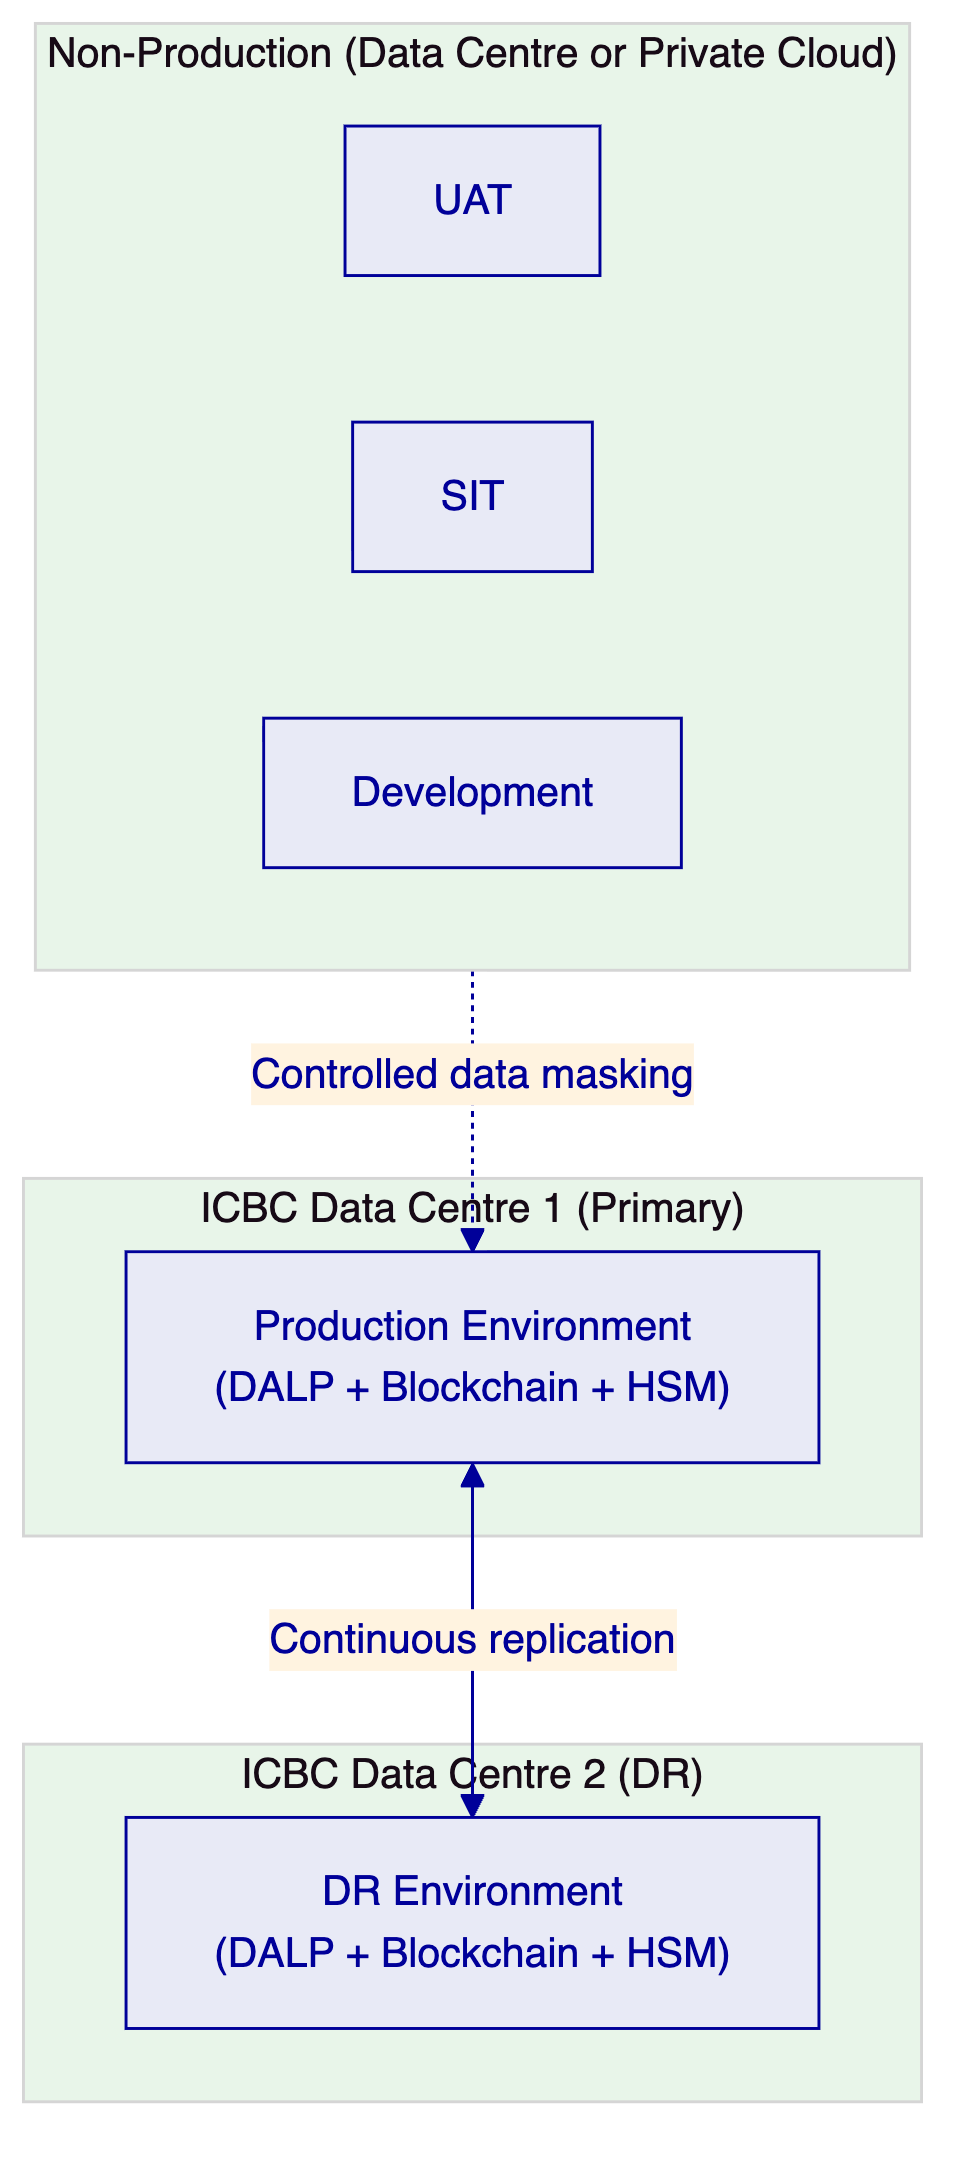 Non-Production (Data Centre or Private Cloud)
UAT
SIT
Development
Controlled data masking
ICBC Data Centre 1 (Primary)
Production Environment
(DALP + Blockchain + HSM)
Continuous replication
ICBC Data Centre 2 (DR)
DR Environment
(DALP + Blockchain + HSM)